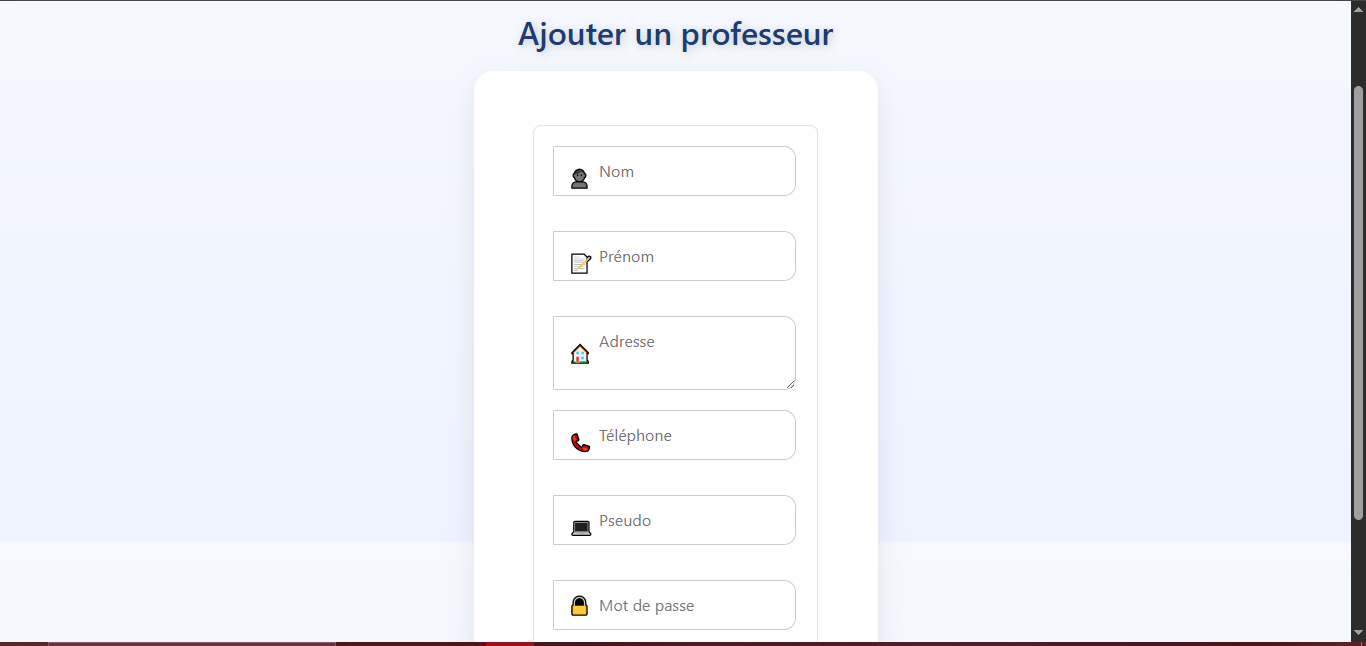 Ajouter un professeur
Nom
Prénom
Adresse
Téléphone
Pseudo
Mot de passe